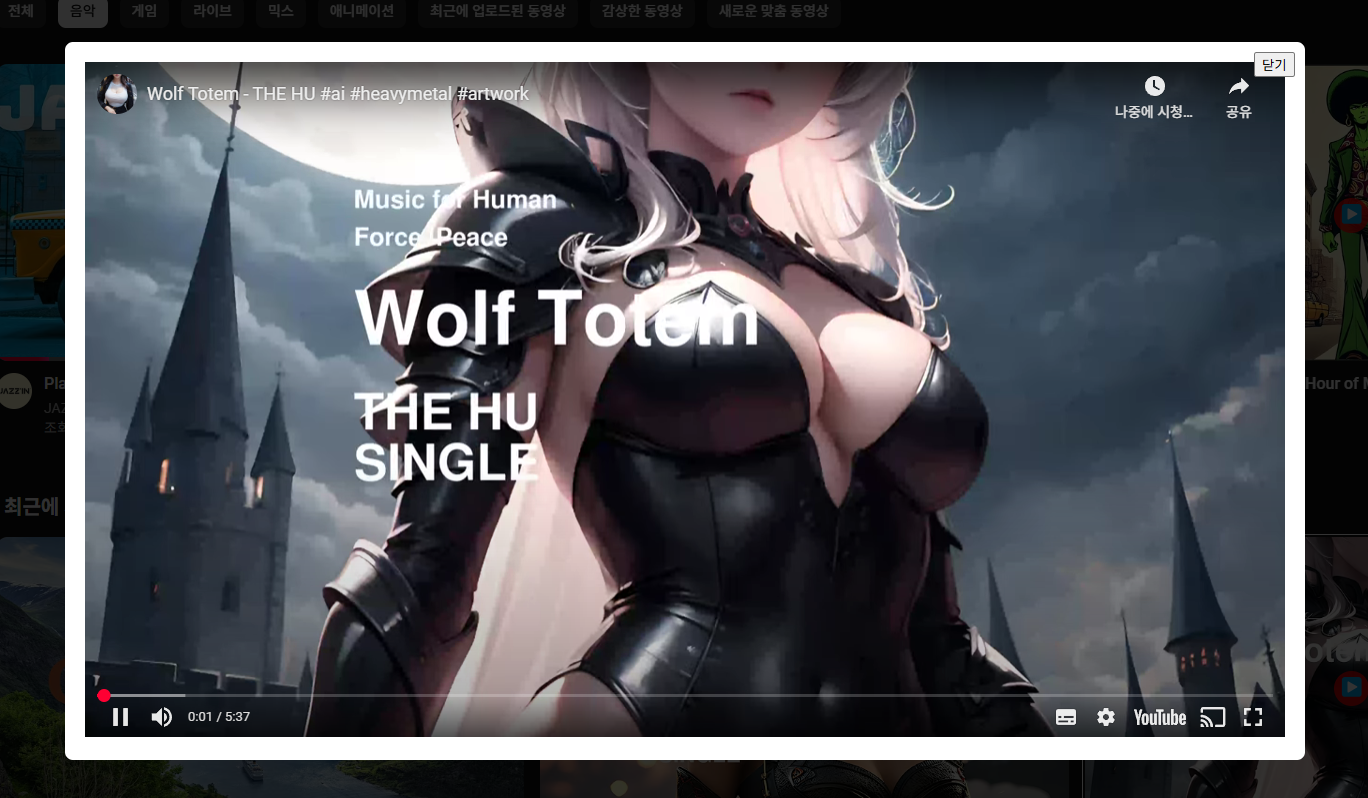 전체 음악 게임 라이브 믹스 애니메이션 최근에 업로드된 동영상 감상한 동영상 새로운 맞춤 동영상
닫기
Wolf Totem - THE HU #ai #heavymetal #artwork
나중에 시청... 공유
Music for Human
Force, Peace
Wolf Totem
THE HU
SINGLE
JAZZ'IN
Pla
JAZ
조회
Hour of M
최근에
0:01 / 5:37
YouTube